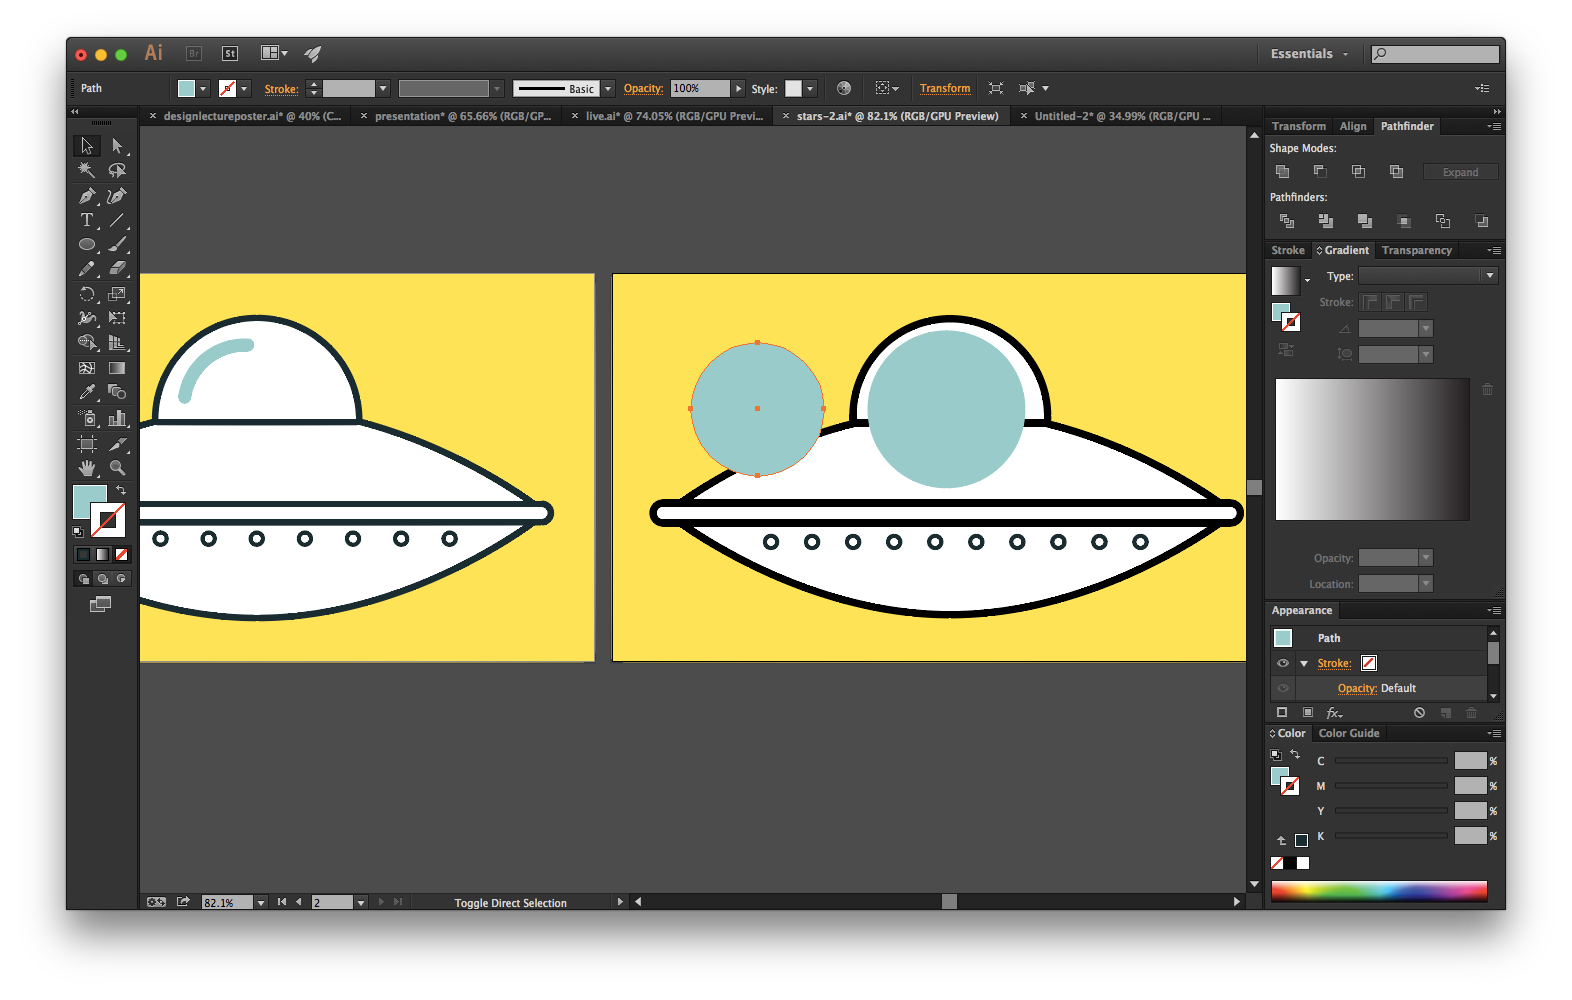 Ai Br St Essentials
Path Stroke: Basic Opacity: 100% Style: Transform
designlectureposter.ai* @ 40% (C... presentation* @ 65.66% (RGB/GP... live.ai* @ 74.05% (RGB/GPU Previ... stars-2.ai* @ 82.1% (RGB/GPU Preview) Untitled-2* @ 34.99% (RGB/GPU ...
Transform Align Pathfinder
Shape Modes:
Expand
Pathfinders:
Stroke Gradient Transparency
Type:
Stroke:
Opacity:
Location:
Appearance
Path
Stroke:
Opacity: Default
fx
Color Color Guide
C %
M %
Y %
K %
T
82.1% 2 Toggle Direct Selection